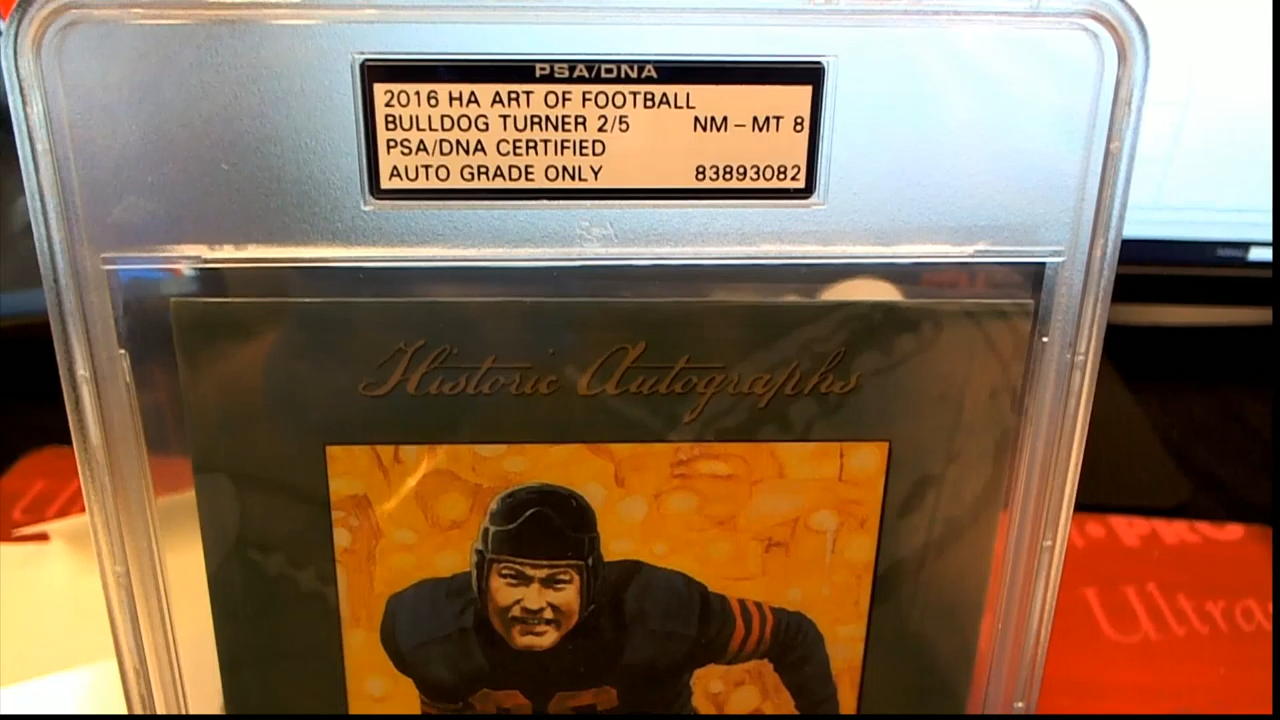 PSA/DNA
2016 HA ART OF FOOTBALL
BULLDOG TURNER 2/5 NM-MT 8
PSA/DNA CERTIFIED
AUTO GRADE ONLY 83893082
Historic Autographs
PRO
Ultra